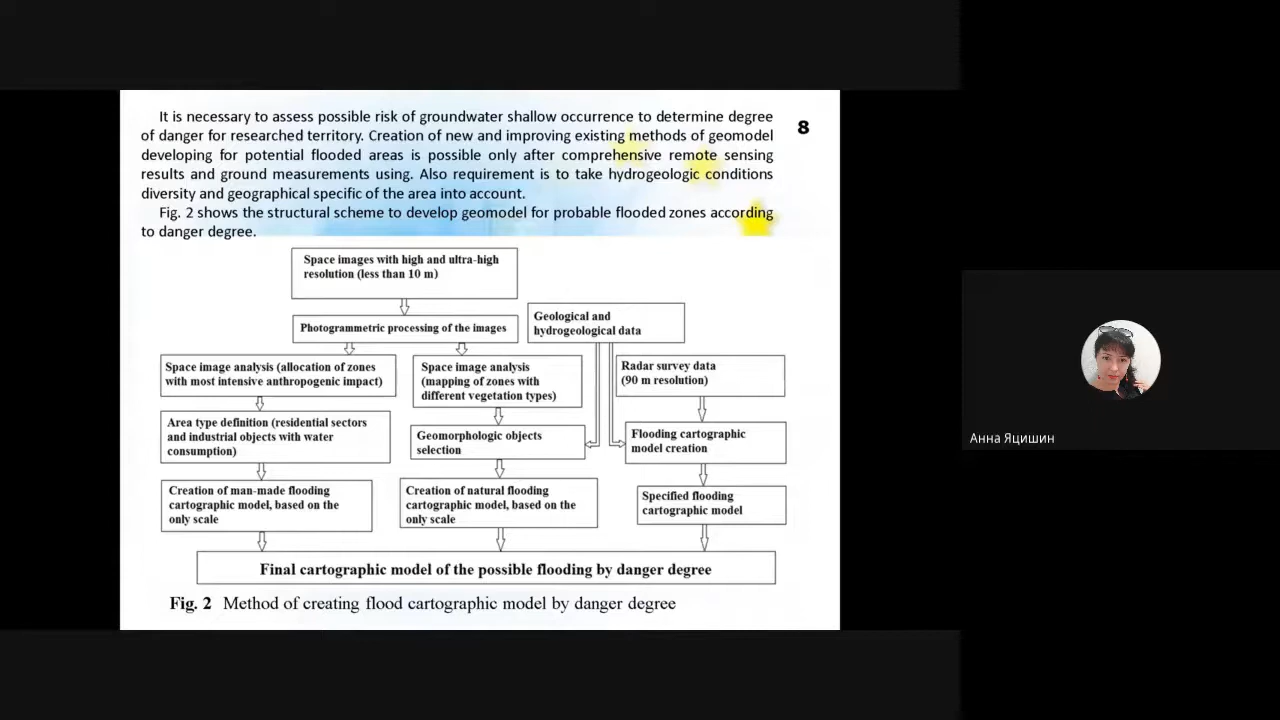 It is necessary to assess possible risk of groundwater shallow occurrence to determine degree
of danger for researched territory. Creation of new and improving existing methods of geomodel
developing for potential flooded areas is possible only after comprehensive remote sensing
results and ground measurements using. Also requirement is to take hydrogeologic conditions
diversity and geographical specific of the area into account.
Fig. 2 shows the structural scheme to develop geomodel for probable flooded zones according
to danger degree.
8
Space images with high and ultra-high
resolution (less than 10 m)
Photogrammetric processing of the images
Geological and
hydrogeological data
Space image analysis (allocation of zones
with most intensive anthropogenic impact)
Space image analysis
(mapping of zones with
different vegetation types)
Radar survey data
(90 m resolution)
Area type definition (residential sectors
and industrial objects with water
consumption)
Geomorphologic objects
selection
Flooding cartographic
model creation
Creation of man-made flooding
cartographic model, based on the
only scale
Creation of natural flooding
cartographic model, based on the
only scale
Specified flooding
cartographic model
Final cartographic model of the possible flooding by danger degree
Fig. 2 Method of creating flood cartographic model by danger degree
Анна Яцишин